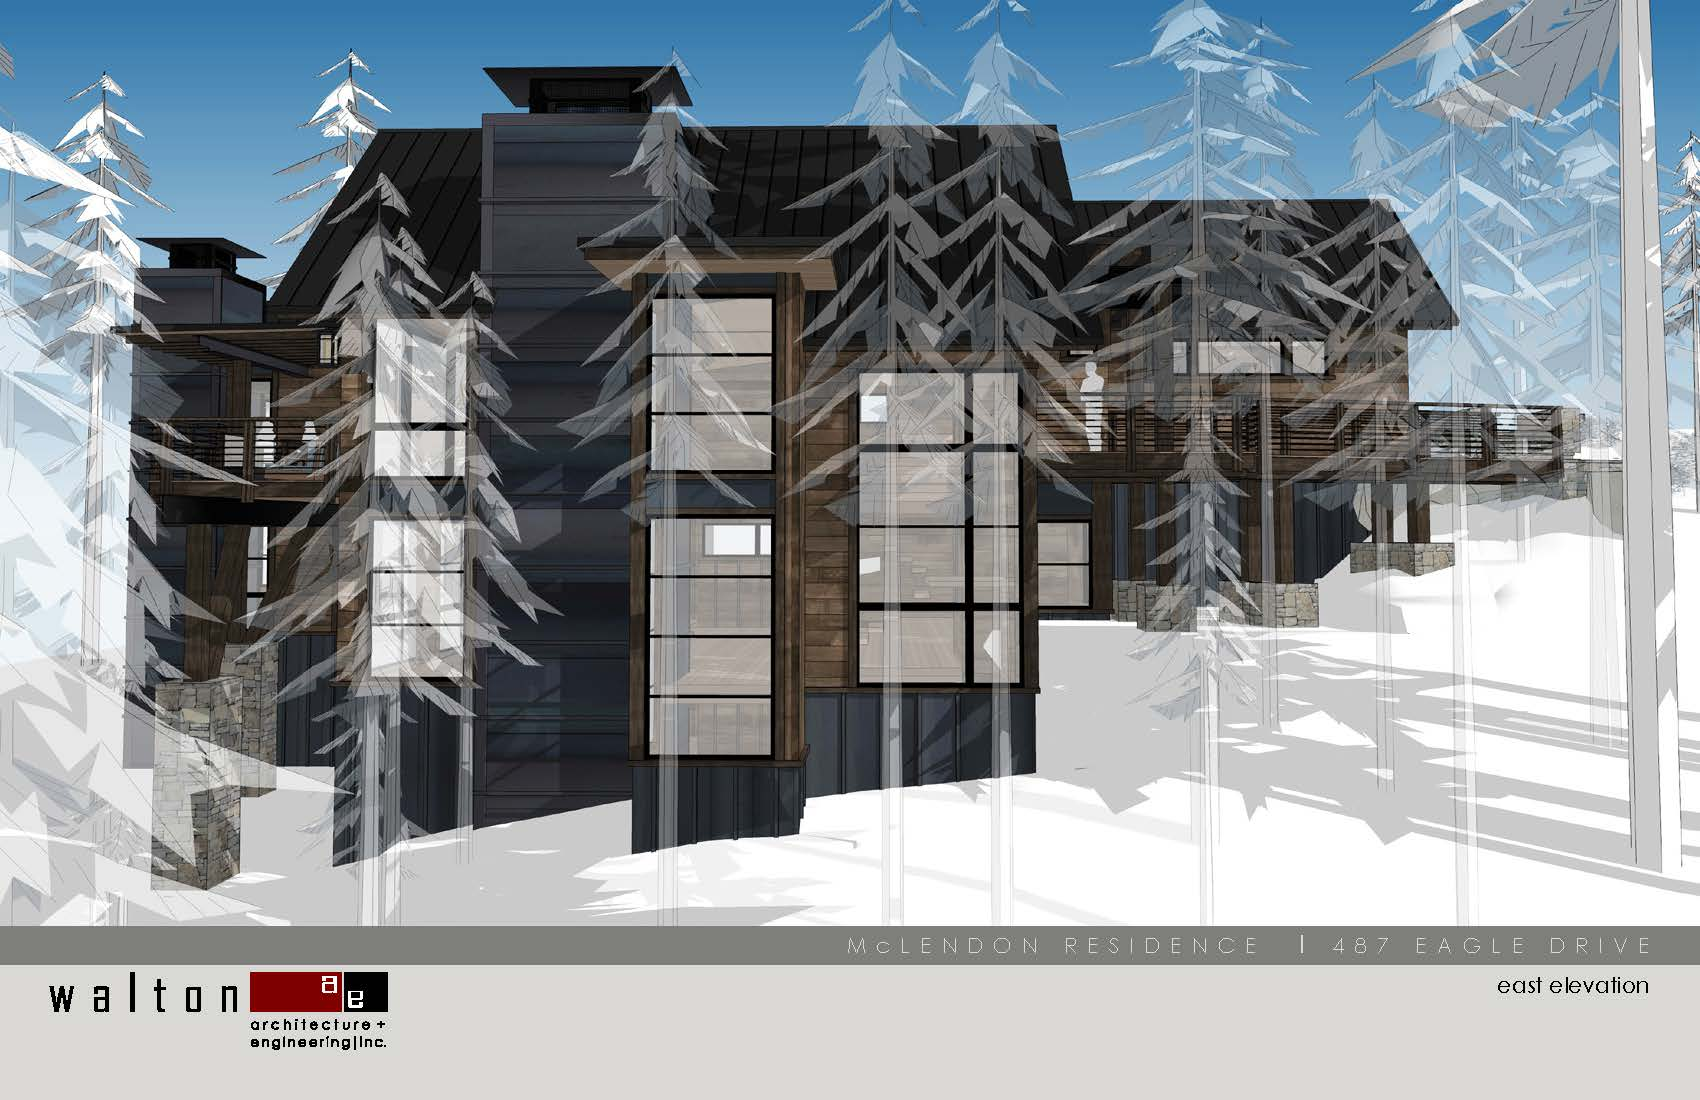 McLENDON RESIDENCE | 487 EAGLE DRIVE
east elevation
walton ae
architecture +
engineering|inc.